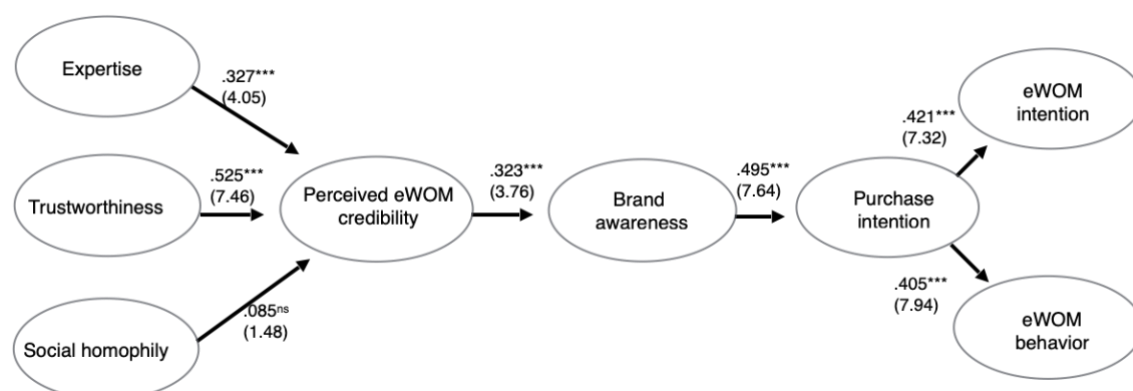 Expertise
.327***
(4.05)
Trustworthiness
.525***
(7.46)
Social homophily
.085ns
(1.48)
Perceived eWOM
credibility
.323***
(3.76)
Brand
awareness
.495***
(7.64)
Purchase
intention
.421***
(7.32)
eWOM
intention
.405***
(7.94)
eWOM
behavior